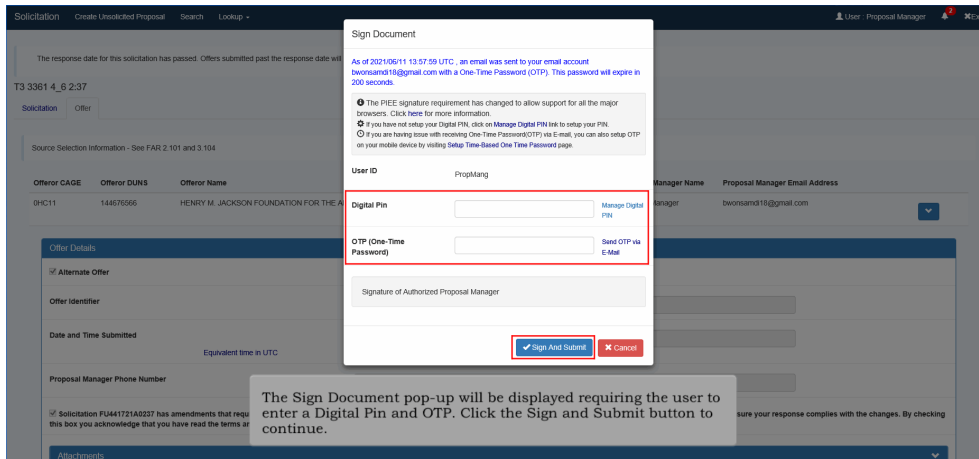 Solicitation Create Unsolicited Proposal Search Lookup
User : Proposal Manager 2
The response date for this solicitation has passed. Offers submitted past the response date will
T3 3361 4_6 2:37
Solicitation Offer
Source Selection Information - See FAR 2.101 and 3.104
Offeror CAGE Offeror DUNS Offeror Name Manager Name Proposal Manager Email Address
0HC11 144676566 HENRY M. JACKSON FOUNDATION FOR THE Manager bwonsamdi18@gmail.com
Offer Details
Alternate Offer
Offer Identifier
Date and Time Submitted
Equivalent time in UTC
Proposal Manager Phone Number
Solicitation FU441721A0237 has amendments that requ sure your response complies with the changes. By checking
this box you acknowledge that you have read the terms
Attachments
Sign Document
As of 2021/06/11 13:57:59 UTC , an email was sent to your email account
bwonsamdi18@gmail.com with a One-Time Password (OTP). This password will expire in
200 seconds.
The PIEE signature requirement has changed to allow support for all the major
browsers. Click here for more information.
If you have not setup your Digital PIN, click on Manage Digital PIN link to setup your PIN.
If you are having issue with receiving One-Time Password(OTP) via E-mail, you can also setup OTP
on your mobile device by visiting Setup Time-Based One Time Password page.
User ID PropMang
Digital Pin Manage Digital
PIN
OTP (One-Time Send OTP via
Password) E-Mail
Signature of Authorized Proposal Manager
Sign And Submit Cancel
The Sign Document pop-up will be displayed requiring the user to
enter a Digital Pin and OTP. Click the Sign and Submit button to
continue.